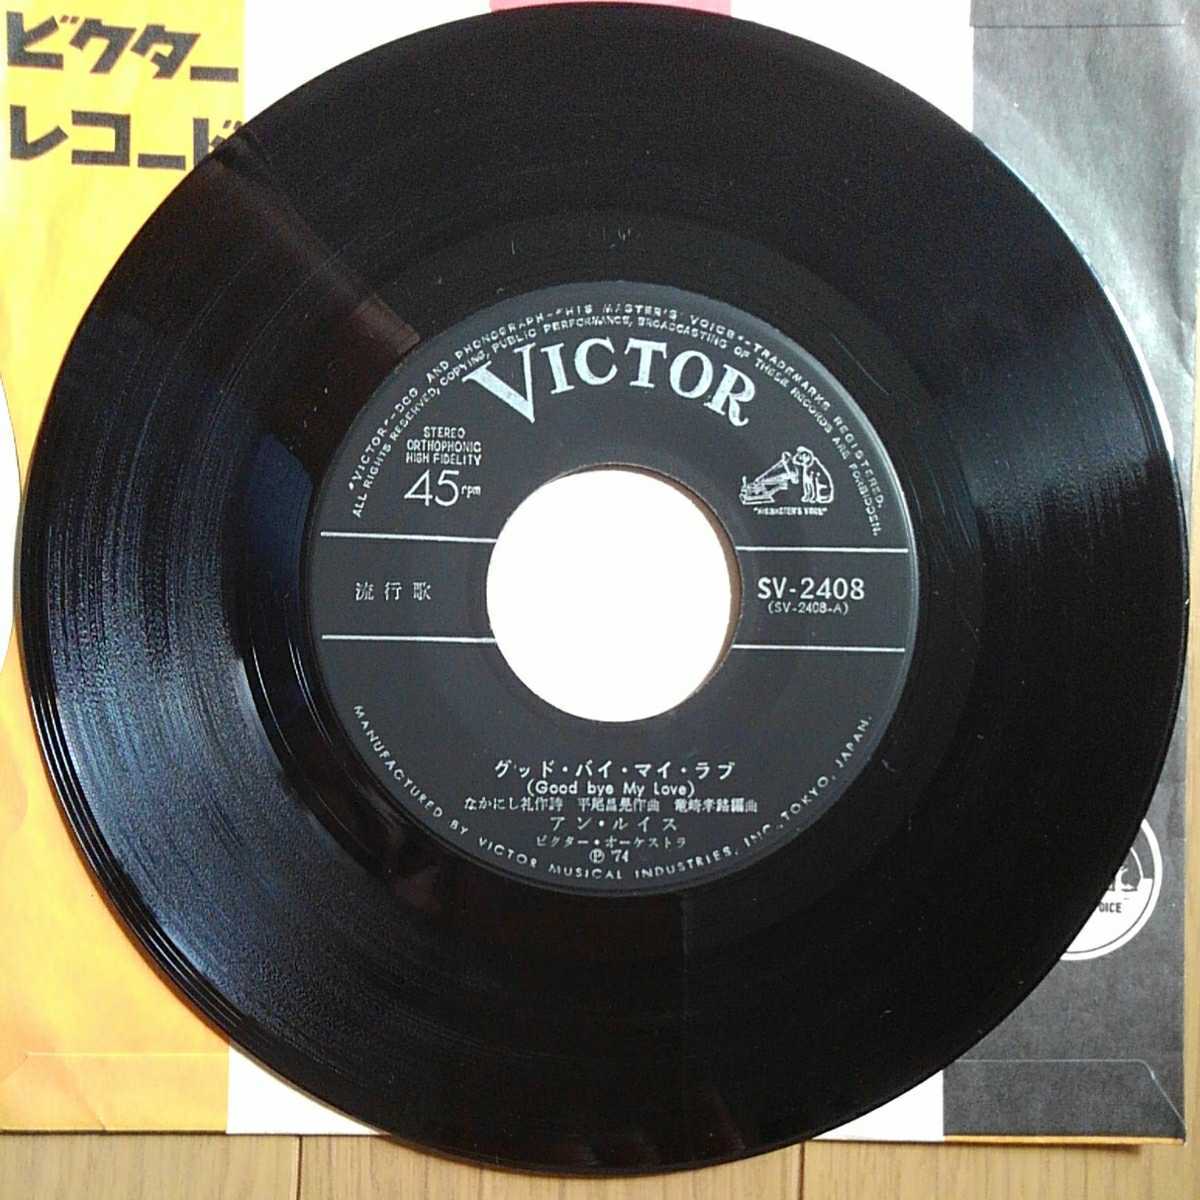 ビクター
レコード
"VICTOR"-"DOG AND PHONOGRAPH"-"HIS MASTER'S VOICE"-TRADEMARKS REGISTERED.
ALL RIGHTS RESERVED, COPYING, PUBLIC PERFORMANCE, BROADCASTING OF THESE RECORDS ARE FORBIDDEN.
VICTOR
STEREO
ORTHOPHONIC
HIGH FIDELITY
45rpm
"HIS MASTER'S VOICE"
流行歌
SV-2408
(SV-2408-A)
グッド・バイ・マイ・ラブ
(Good bye My Love)
なかにし礼作詩 平尾昌晃作曲 竜崎孝路編曲
アン・ルイス
ビクター・オーケストラ
Ⓟ'74
MANUFACTURED BY VICTOR MUSICAL INDUSTRIES, INC., TOKYO, JAPAN.